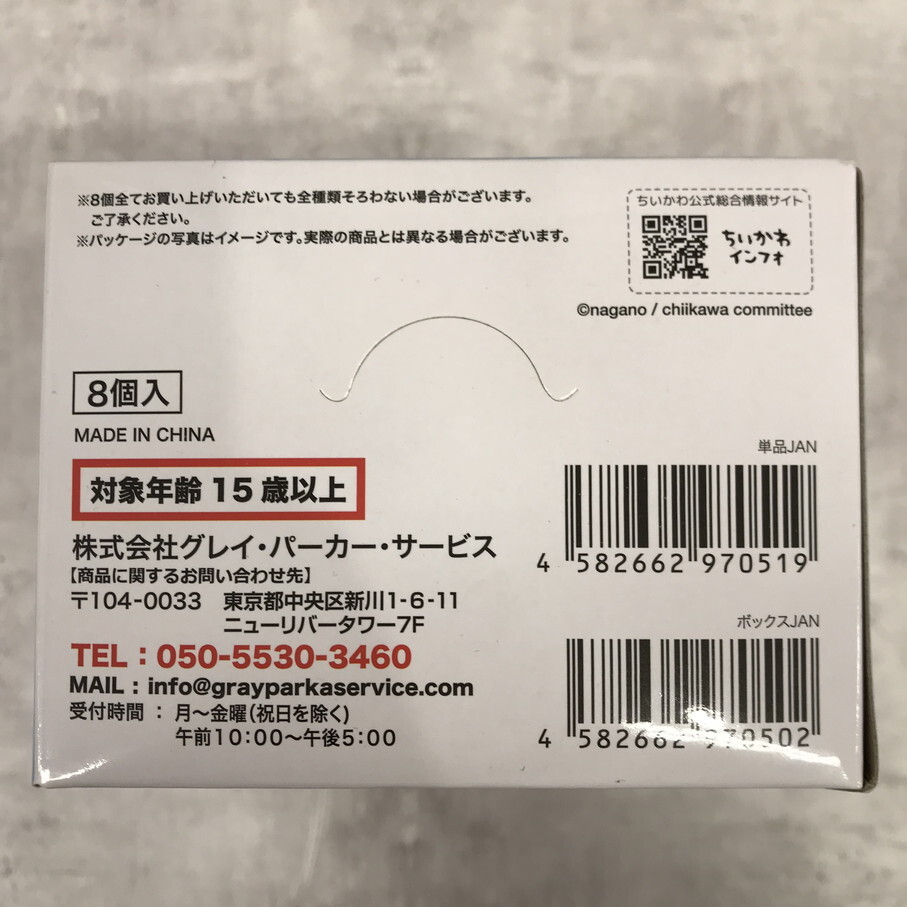 ※8個全てお買い上げいただいても全種類そろわない場合がございます。
ご了承ください。
※パッケージの写真はイメージです。実際の商品とは異なる場合がございます。
ちいかわ公式総合情報サイト
ちいかわ
インフォ
©nagano / chiikawa committee
8個入
MADE IN CHINA
対象年齢 15 歳以上
株式会社グレイ・パーカー・サービス
【商品に関するお問い合わせ先】
〒104-0033 東京都中央区新川1-6-11
ニューリバータワー7F
TEL：050-5530-3460
MAIL：info@grayparkaservice.com
受付時間 ： 月～金曜（祝日を除く)
午前10:00～午後5:00
単品JAN
4 582662 970519
ボックスJAN
4 582662 970502